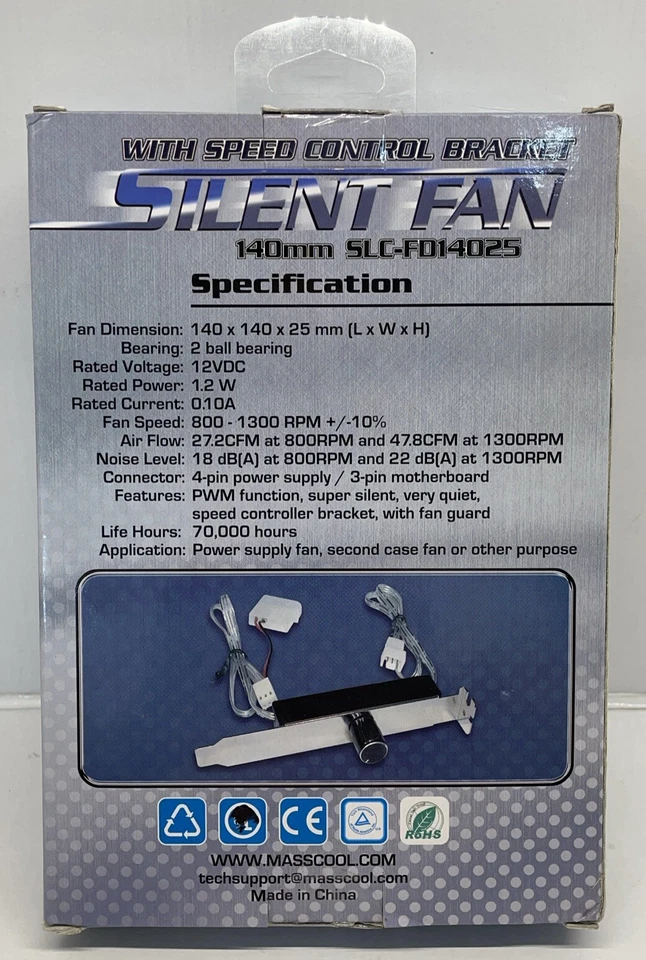 WITH SPEED CONTROL BRACKET
SILENT FAN
140mm SLC-FD14025
Specification
Fan Dimension: 140 x 140 x 25 mm (L x W x H)
Bearing: 2 ball bearing
Rated Voltage: 12VDC
Rated Power: 1.2 W
Rated Current: 0.10A
Fan Speed: 800 - 1300 RPM +/-10%
Air Flow: 27.2CFM at 800RPM and 47.8CFM at 1300RPM
Noise Level: 18 dB(A) at 800RPM and 22 dB(A) at 1300RPM
Connector: 4-pin power supply / 3-pin motherboard
Features: PWM function, super silent, very quiet,
speed controller bracket, with fan guard
Life Hours: 70,000 hours
Application: Power supply fan, second case fan or other purpose
CE
RoHS
WWW.MASSCOOL.COM
techsupport@masscool.com
Made in China